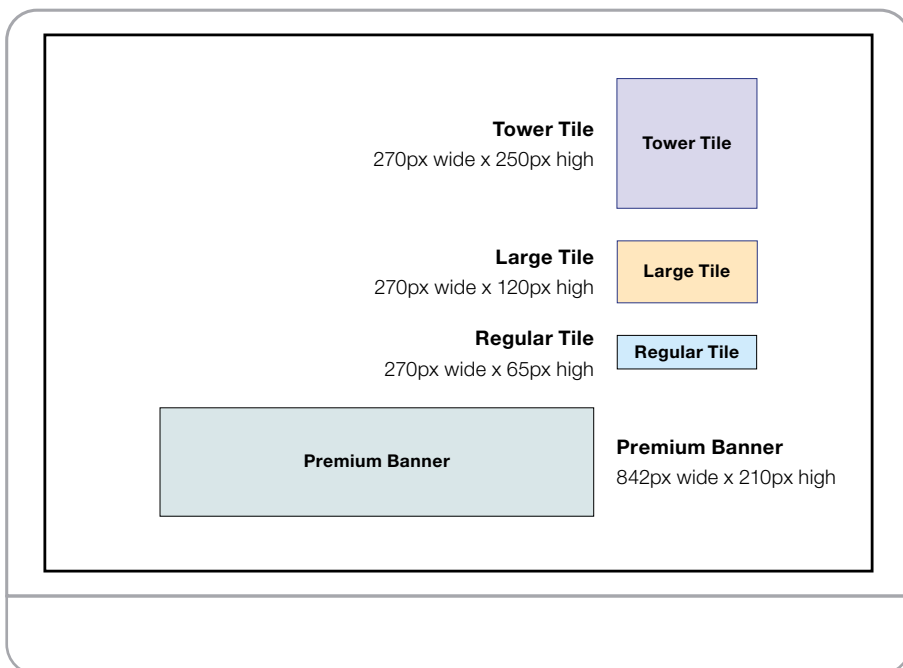 Tower Tile
270px wide x 250px high
Tower Tile
Large Tile
270px wide x 120px high
Large Tile
Regular Tile
270px wide x 65px high
Regular Tile
Premium Banner
Premium Banner
842px wide x 210px high